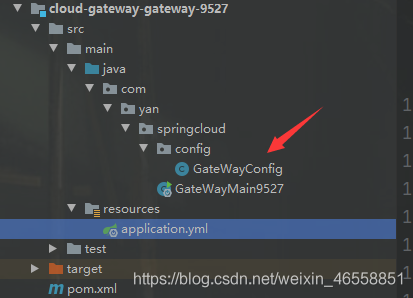 cloud-gateway-gateway-9527
src
main
java
com
yan
springcloud
config
GateWayConfig
GateWayMain9527
resources
application.yml
test
target
https://blog.csdn.net/weixin_46558851
pom.xml